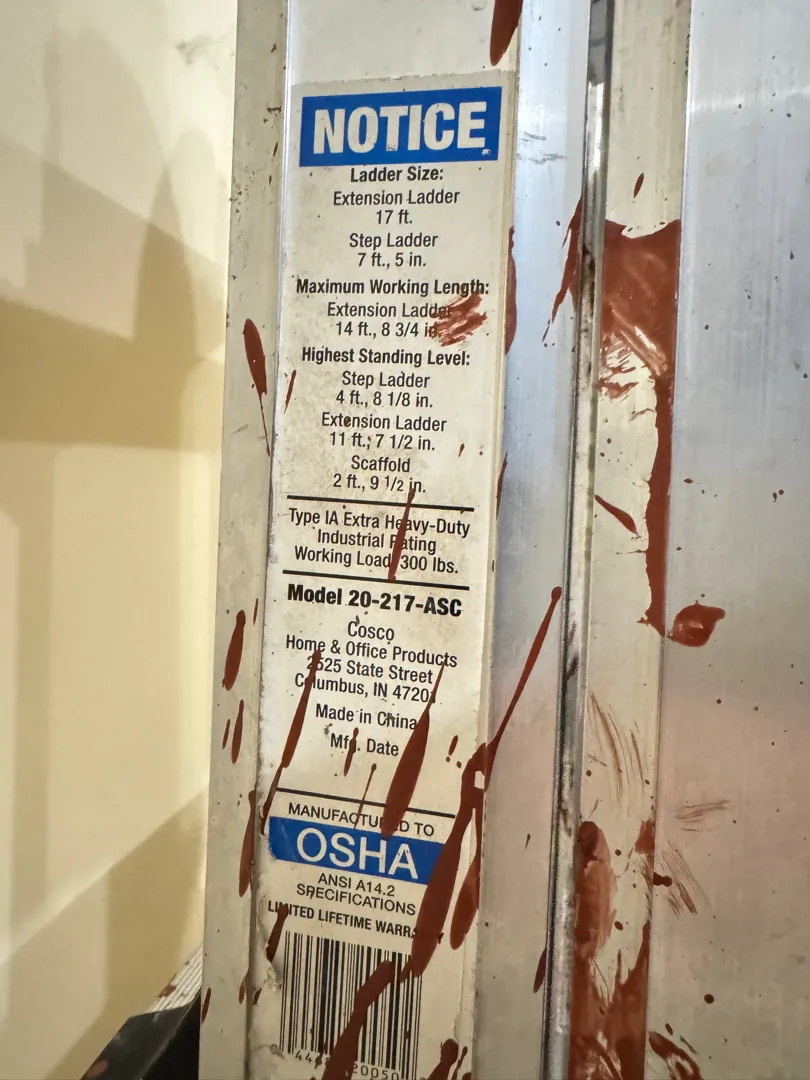 NOTICE
Ladder Size:
Extension Ladder
17 ft.
Step Ladder
7 ft., 5 in.
Maximum Working Length:
Extension Ladder
14 ft., 8 3/4 in.
Highest Standing Level:
Step Ladder
4 ft., 8 1/8 in.
Extension Ladder
11 ft., 7 1/2 in.
Scaffold
2 ft., 9 1/2 in.
Type IA Extra Heavy-Duty
Industrial Rating
Working Load 300 lbs.
Model 20-217-ASC
Cosco
Home & Office Products
2525 State Street
Columbus, IN 47201
Made in China
Mfg. Date
MANUFACTURED TO
OSHA
ANSI A14.2
SPECIFICATIONS
LIMITED LIFETIME